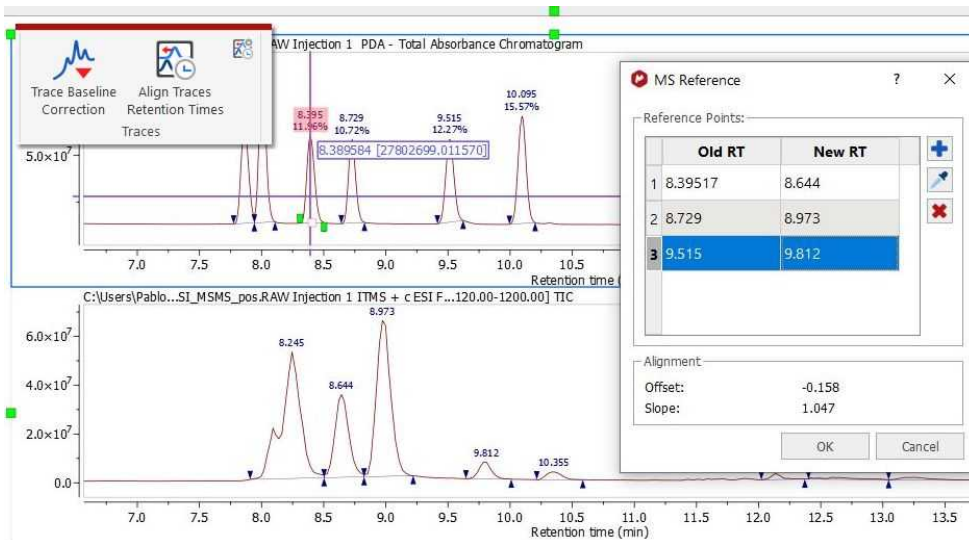 Trace Baseline
Correction
Align Traces
Retention Times
Traces
RAW Injection 1 PDA - Total Absorbance Chromatogram
8.395
11.96%
8.729
10.72%
9.515
12.27%
10.095
15.57%
8.389584 [27802699.011570]
5.0×10⁷
7.0 7.5 8.0 8.5 9.0 9.5 10.0 10.5
Retention time (
C:\Users\Pablo...SI_MSMS_pos.RAW Injection 1 ITMS + c ESI F...120.00-1200.00] TIC
8.245
8.644
8.973
9.812
10.355
6.0×10⁷
4.0×10⁷
2.0×10⁷
0.0
7.0 7.5 8.0 8.5 9.0 9.5 10.0 10.5 11.0 11.5 12.0 12.5 13.0 13.5
Retention time (min)
MS Reference ? ×
Reference Points:
Old RT New RT
1 8.39517 8.644
2 8.729 8.973
3 9.515 9.812
Alignment
Offset: -0.158
Slope: 1.047
OK Cancel